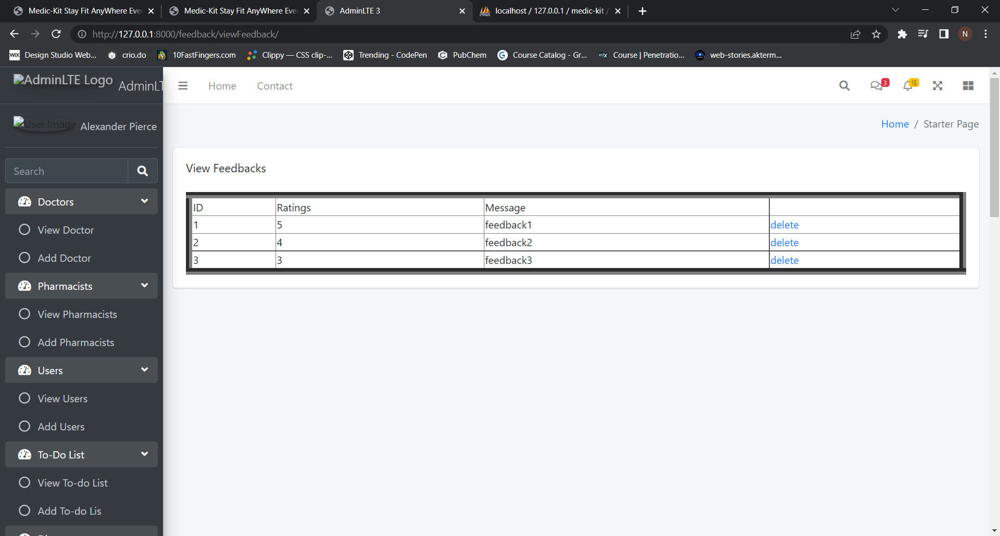 Medic-Kit Stay Fit AnyWhere Eve
Medic-Kit Stay Fit AnyWhere Eve
AdminLTE 3
localhost / 127.0.0.1 / medic-kit /
http://127.0.0.1:8000/feedback/viewFeedback/
N
WIX Design Studio Web...
crio.do
10FastFingers.com
Clippy — CSS clip-...
Trending - CodePen
PubChem
G Course Catalog - Gr...
edX Course | Penetratio...
web-stories.akterm...
AdminLTE Logo
AdminLT
Home
Contact
3
15
User Image
Alexander Pierce
Home / Starter Page
Search
View Feedbacks
ID Ratings Message
1 5 feedback1 delete
2 4 feedback2 delete
3 3 feedback3 delete
Doctors
View Doctor
Add Doctor
Pharmacists
View Pharmacists
Add Pharmacists
Users
View Users
Add Users
To-Do List
View To-do List
Add To-do Lis